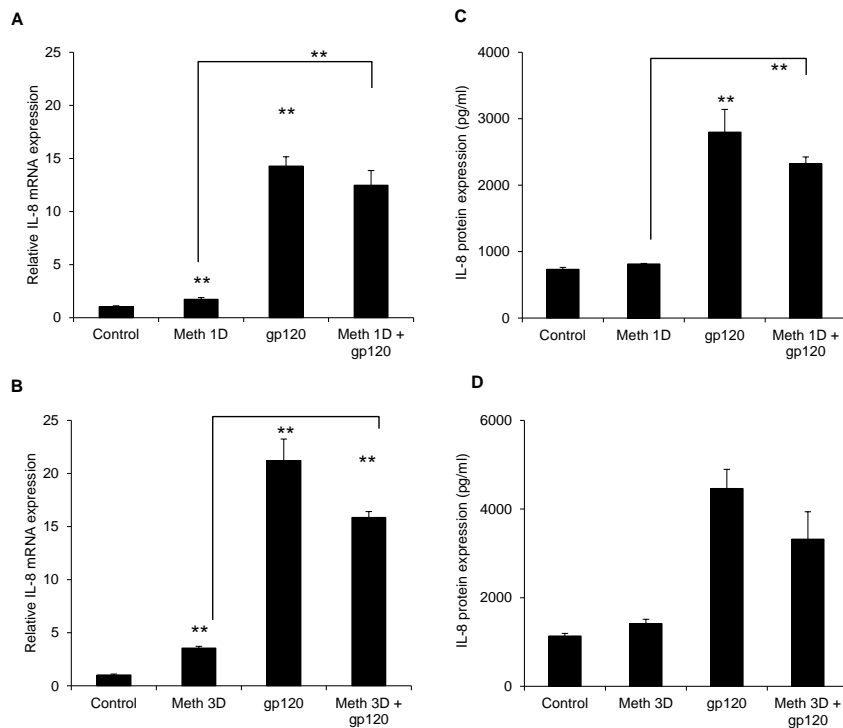 A
Relative IL-8 mRNA expression
25
20
15
10
5
0
**
**
**
Control
Meth 1D
gp120
Meth 1D +
gp120
C
IL-8 protein expression (pg/ml)
4000
3000
2000
1000
0
**
**
Control
Meth 1D
gp120
Meth 1D +
gp120
B
Relative IL-8 mRNA expression
25
20
15
10
5
0
**
**
**
Control
Meth 3D
gp120
Meth 3D +
gp120
D
IL-8 protein expression (pg/ml)
6000
4000
2000
0
Control
Meth 3D
gp120
Meth 3D +
gp120